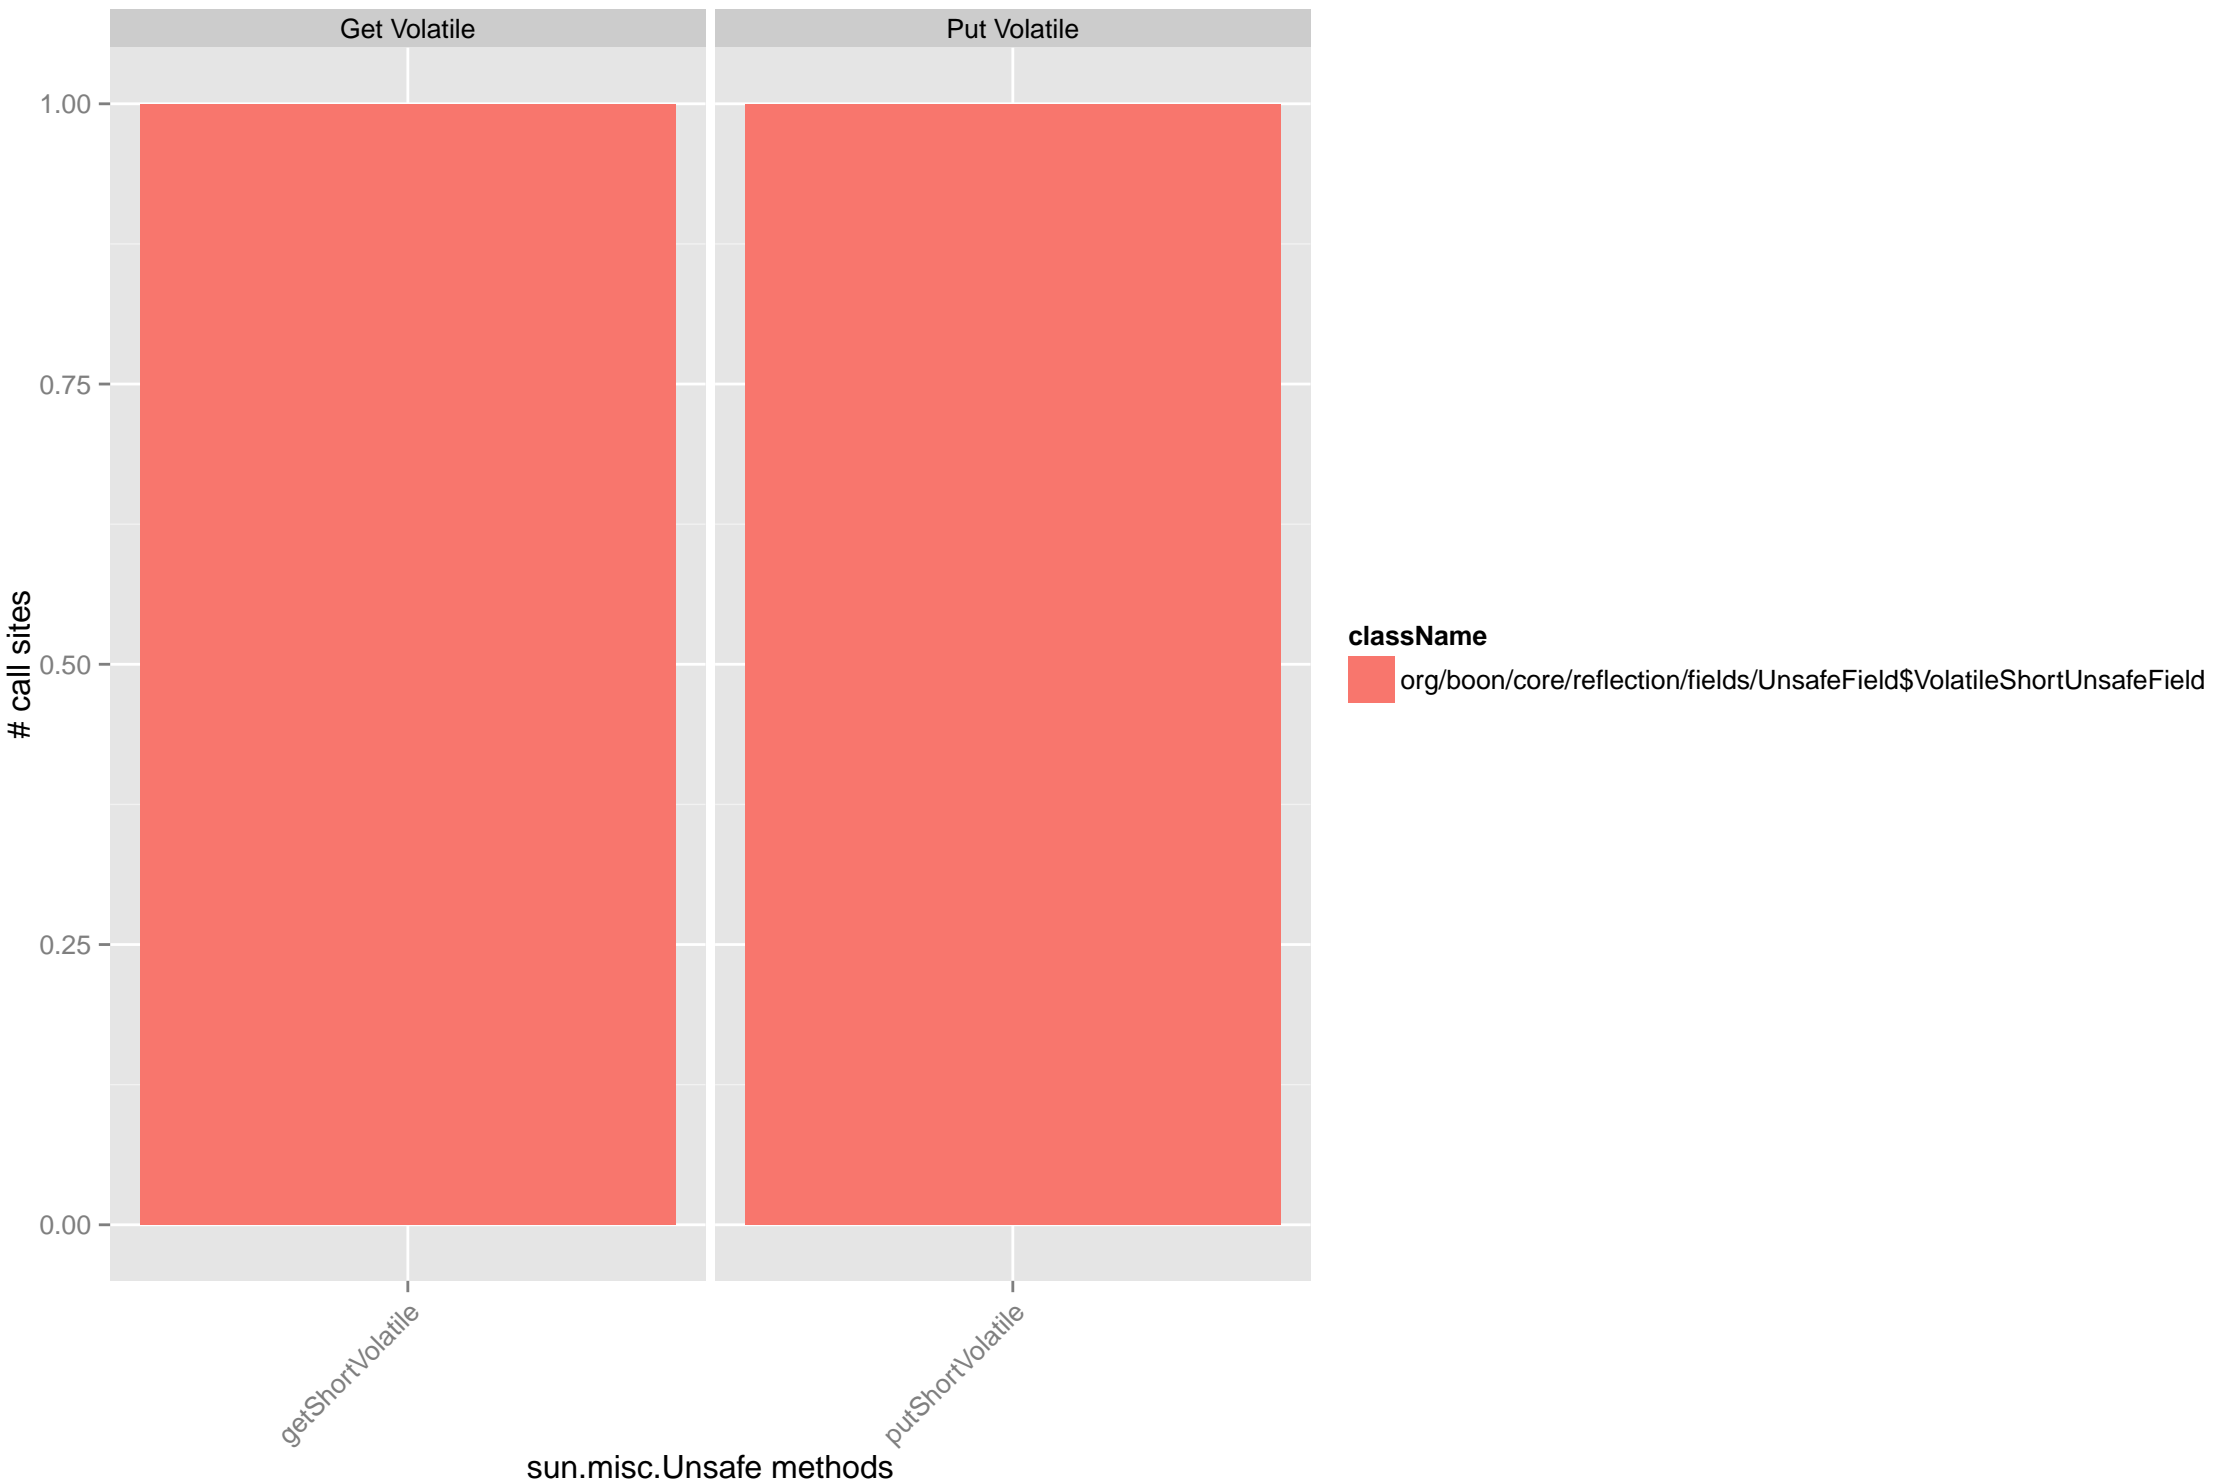 Get Volatile
Put Volatile
1.00
0.75
0.50
0.25
0.00
# call sites
getShortVolatile
putShortVolatile
sun.misc.Unsafe methods
className
org/boon/core/reflection/fields/UnsafeField$VolatileShortUnsafeField